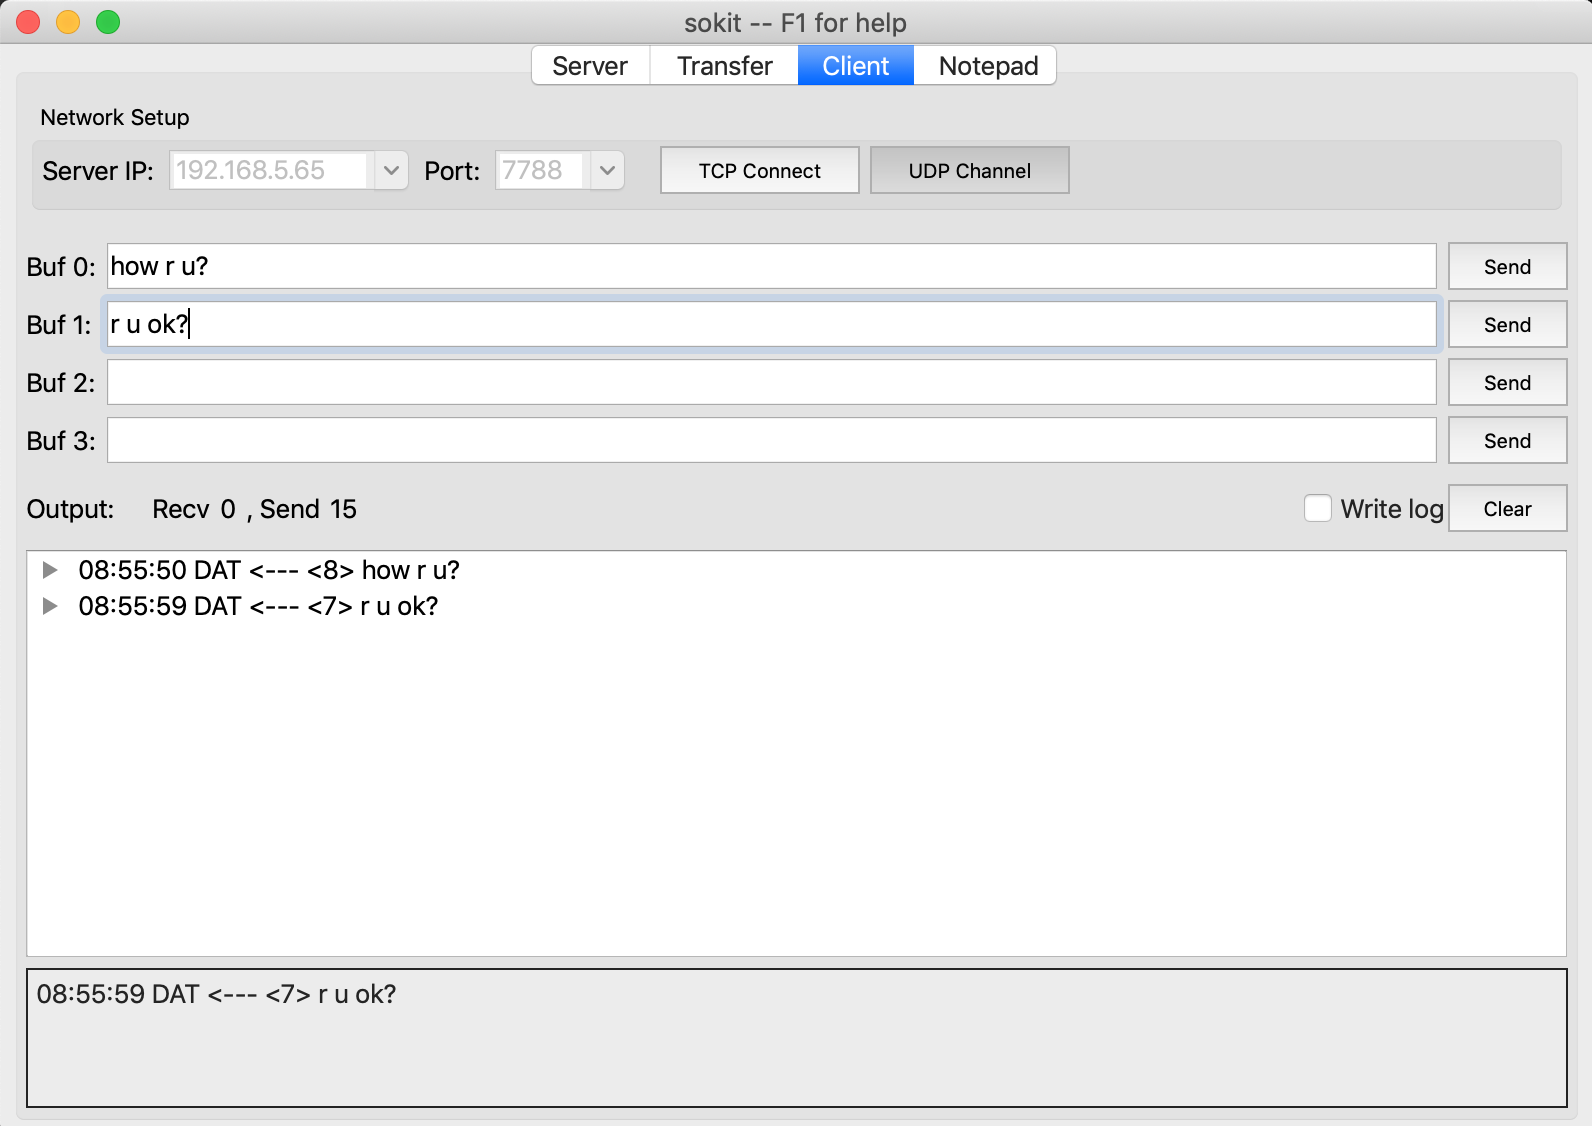 sokit -- F1 for help
Server Transfer Client Notepad
Network Setup
Server IP: 192.168.5.65 Port: 7788 TCP Connect UDP Channel
Buf 0: how r u? Send
Buf 1: r u ok? Send
Buf 2: Send
Buf 3: Send
Output: Recv 0 , Send 15 Write log Clear
08:55:50 DAT <--- <8> how r u?
08:55:59 DAT <--- <7> r u ok?
08:55:59 DAT <--- <7> r u ok?